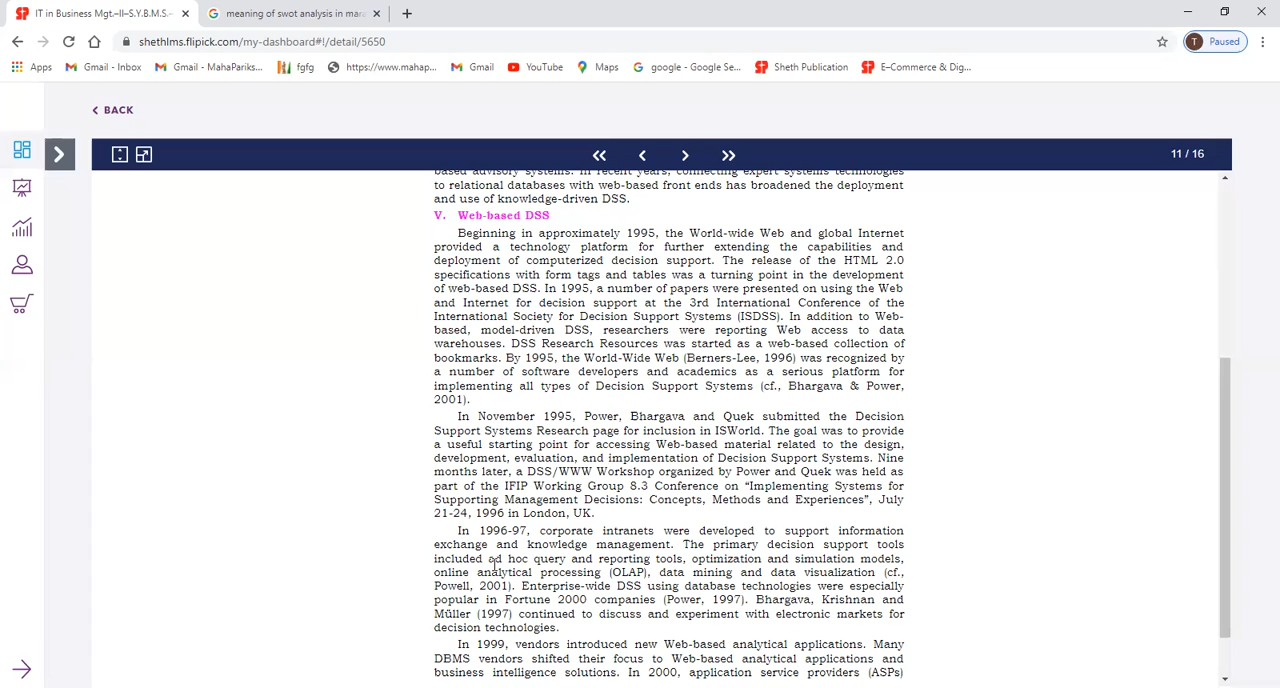 IT in Business Mgt.–II–S.Y.B.M.S.-
meaning of swot analysis in mara
shethlms.flipick.com/my-dashboard#!/detail/5650
T Paused
Apps Gmail - Inbox Gmail - MahaPariks... fgfg https://www.mahap... Gmail YouTube Maps google - Google Se... Sheth Publication E–Commerce & Dig...
BACK
11 / 16
based advisory systems. In recent years, connecting expert systems technologies
to relational databases with web-based front ends has broadened the deployment
and use of knowledge-driven DSS.
V. Web-based DSS
Beginning in approximately 1995, the World-wide Web and global Internet
provided a technology platform for further extending the capabilities and
deployment of computerized decision support. The release of the HTML 2.0
specifications with form tags and tables was a turning point in the development
of web-based DSS. In 1995, a number of papers were presented on using the Web
and Internet for decision support at the 3rd International Conference of the
International Society for Decision Support Systems (ISDSS). In addition to Web-
based, model-driven DSS, researchers were reporting Web access to data
warehouses. DSS Research Resources was started as a web-based collection of
bookmarks. By 1995, the World-Wide Web (Berners-Lee, 1996) was recognized by
a number of software developers and academics as a serious platform for
implementing all types of Decision Support Systems (cf., Bhargava & Power,
2001).
In November 1995, Power, Bhargava and Quek submitted the Decision
Support Systems Research page for inclusion in ISWorld. The goal was to provide
a useful starting point for accessing Web-based material related to the design,
development, evaluation, and implementation of Decision Support Systems. Nine
months later, a DSS/WWW Workshop organized by Power and Quek was held as
part of the IFIP Working Group 8.3 Conference on “Implementing Systems for
Supporting Management Decisions: Concepts, Methods and Experiences”, July
21-24, 1996 in London, UK.
In 1996-97, corporate intranets were developed to support information
exchange and knowledge management. The primary decision support tools
included ad hoc query and reporting tools, optimization and simulation models,
online analytical processing (OLAP), data mining and data visualization (cf.,
Powell, 2001). Enterprise-wide DSS using database technologies were especially
popular in Fortune 2000 companies (Power, 1997). Bhargava, Krishnan and
Müller (1997) continued to discuss and experiment with electronic markets for
decision technologies.
In 1999, vendors introduced new Web-based analytical applications. Many
DBMS vendors shifted their focus to Web-based analytical applications and
business intelligence solutions. In 2000, application service providers (ASPs)